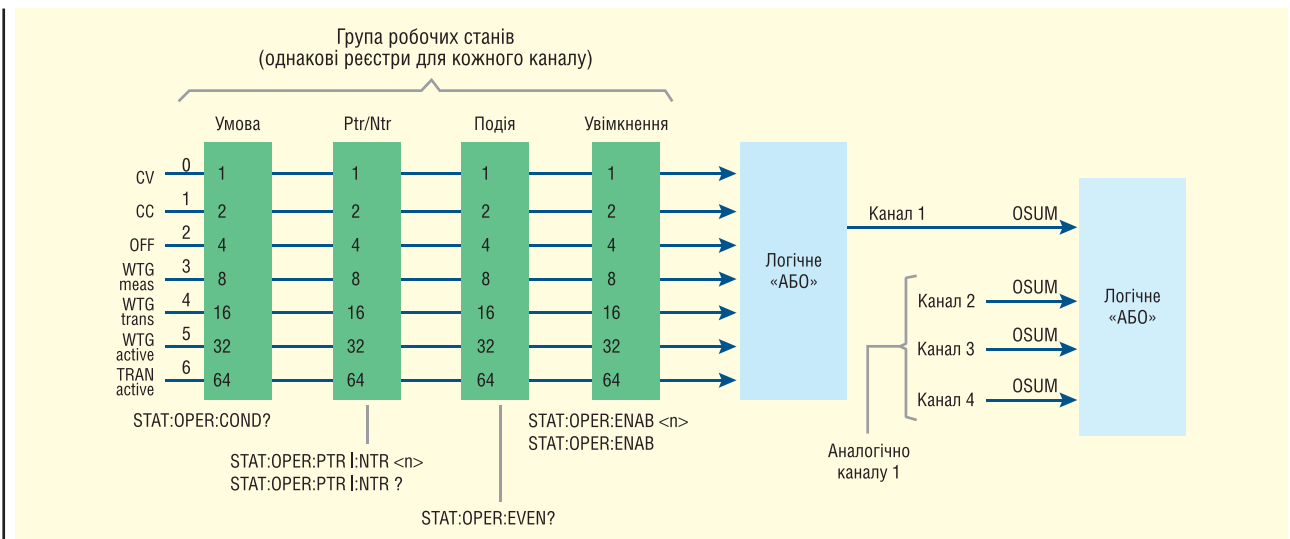 Група робочих станів
(однакові реєстри для кожного каналу)
Умова Ptr/Ntr Подія Увімкнення
CV 0 1 1 1 1
CC 1 2 2 2 2
OFF 2 4 4 4 4
WTG meas 3 8 8 8 8
WTG trans 4 16 16 16 16
WTG active 5 32 32 32 32
TRAN active 6 64 64 64 64
Логічне
«АБО»
Канал 1 OSUM
Канал 2 OSUM
Канал 3 OSUM
Канал 4 OSUM
Логічне
«АБО»
Аналогічно
каналу 1
STAT:OPER:COND?
STAT:OPER:PTR |:NTR <n>
STAT:OPER:PTR |:NTR ?
STAT:OPER:EVEN?
STAT:OPER:ENAB <n>
STAT:OPER:ENAB